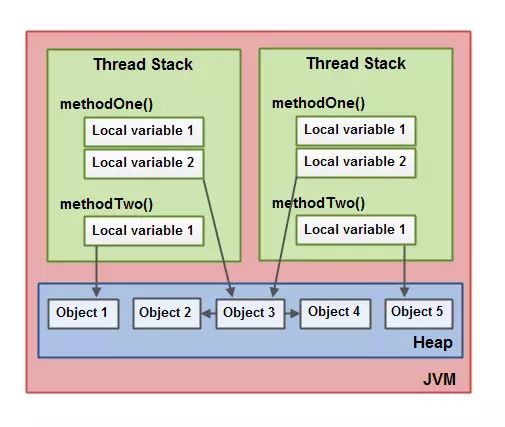 Thread Stack
methodOne()
Local variable 1
Local variable 2
methodTwo()
Local variable 1
Thread Stack
methodOne()
Local variable 1
Local variable 2
methodTwo()
Local variable 1
Object 1
Object 2
Object 3
Object 4
Object 5
Heap
JVM